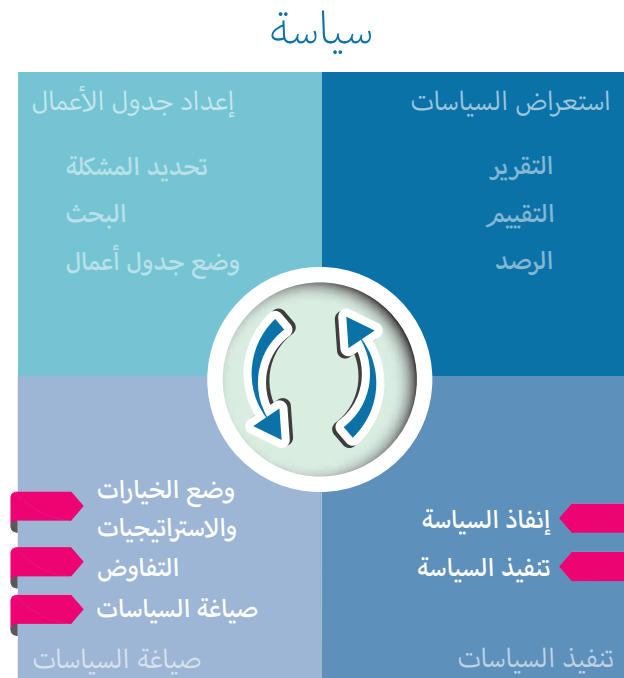 سياسة
استعراض السياسات
التقرير
التقييم
الرصد
إعداد جدول الأعمال
تحديد المشكلة
البحث
وضع جدول أعمال
إنفاذ السياسة
تنفيذ السياسة
تنفيذ السياسات
وضع الخيارات
والاستراتيجيات
التفاوض
صياغة السياسات
صياغة السياسات